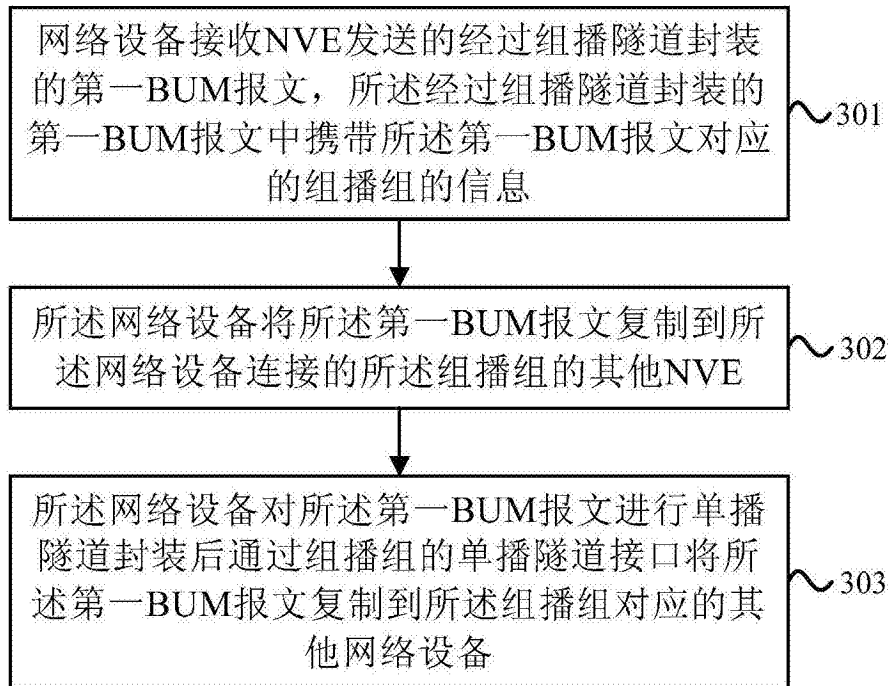 网络设备接收NVE发送的经过组播隧道封装
的第一BUM报文，所述经过组播隧道封装的
第一BUM报文中携带所述第一BUM报文对应
的组播组的信息
301
所述网络设备将所述第一BUM报文复制到所
述网络设备连接的所述组播组的其他NVE
302
所述网络设备对所述第一BUM报文进行单播
隧道封装后通过组播组的单播隧道接口将所
述第一BUM报文复制到所述组播组对应的其
他网络设备
303